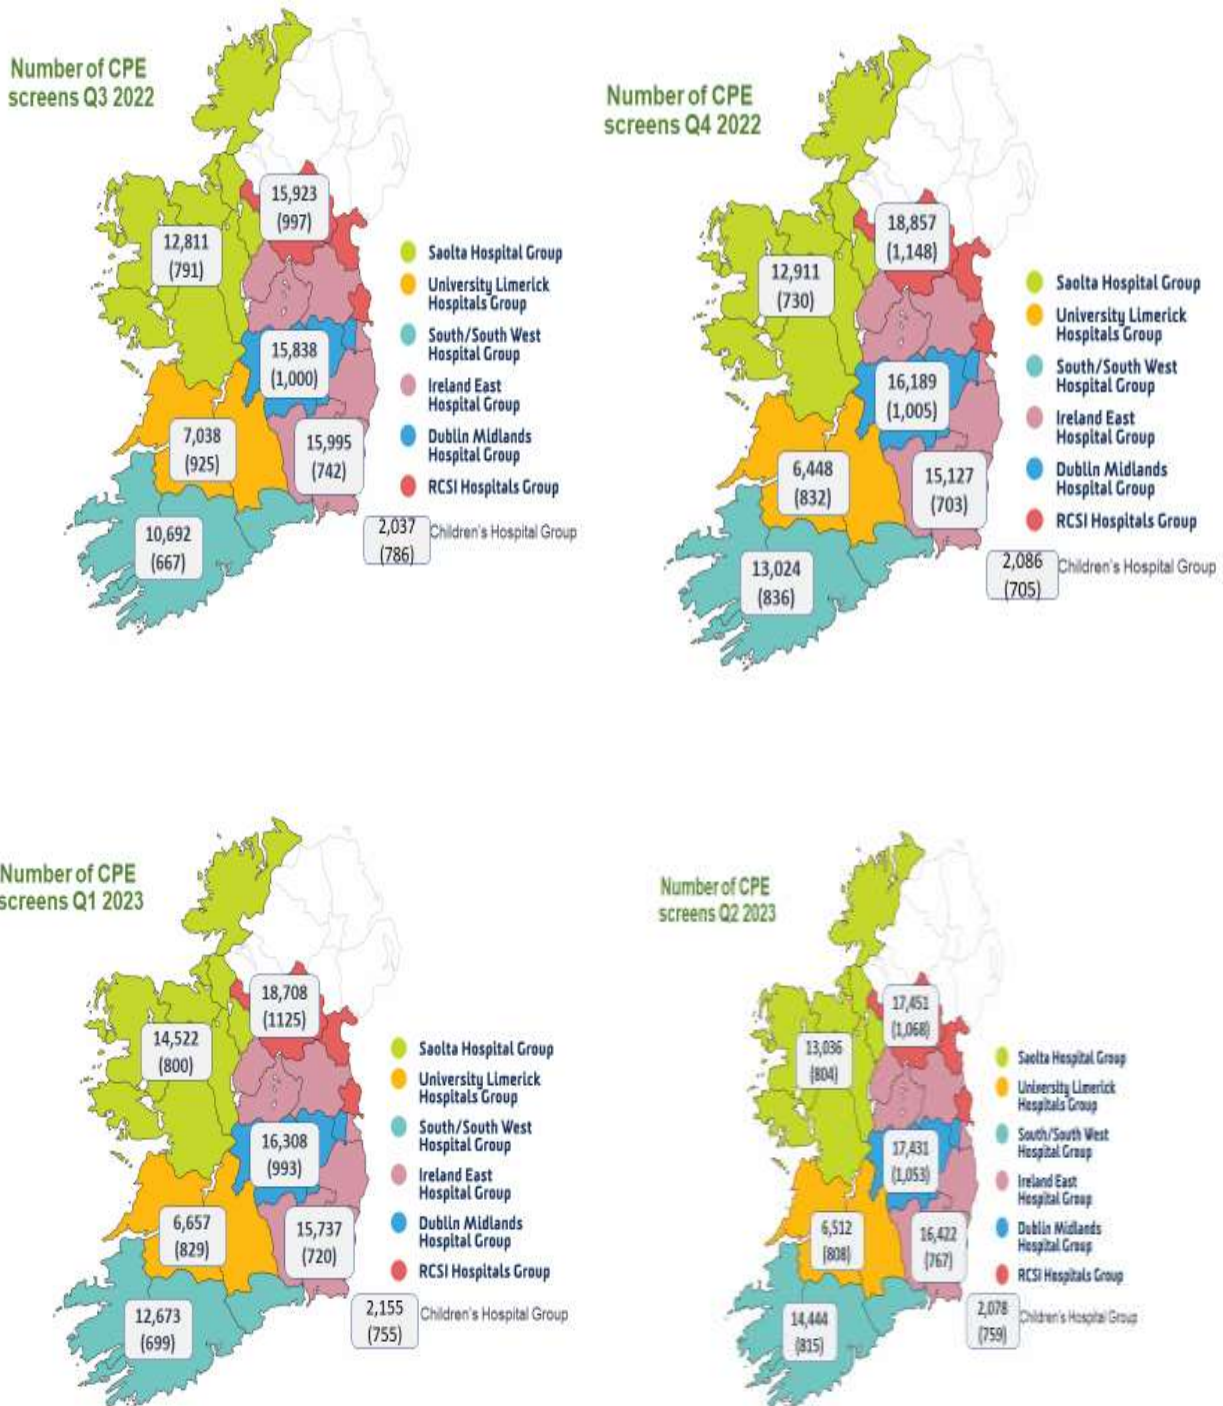 Number of CPE
screens Q3 2022
15,923
(997)
12,811
(791)
15,838
(1,000)
7,038
(925)
15,995
(742)
10,692
(667)
2,037
(786)
Saolta Hospital Group
University Limerick
Hospitals Group
South/South West
Hospital Group
Ireland East
Hospital Group
Dublin Midlands
Hospital Group
RCSI Hospitals Group
Children's Hospital Group
Number of CPE
screens Q4 2022
18,857
(1,148)
12,911
(730)
16,189
(1,005)
6,448
(832)
15,127
(703)
13,024
(836)
2,086
(705)
Saolta Hospital Group
University Limerick
Hospitals Group
South/South West
Hospital Group
Ireland East
Hospital Group
Dublin Midlands
Hospital Group
RCSI Hospitals Group
Children's Hospital Group
Number of CPE
screens Q1 2023
18,708
(1125)
14,522
(800)
16,308
(993)
6,657
(829)
15,737
(720)
12,673
(699)
2,155
(755)
Saolta Hospital Group
University Limerick
Hospitals Group
South/South West
Hospital Group
Ireland East
Hospital Group
Dublin Midlands
Hospital Group
RCSI Hospitals Group
Children's Hospital Group
Number of CPE
screens Q2 2023
17,451
(1,068)
13,036
(804)
17,431
(1,053)
6,512
(808)
16,422
(767)
14,444
(815)
2,078
(759)
Saolta Hospital Group
University Limerick
Hospitals Group
South/South West
Hospital Group
Ireland East
Hospital Group
Dublin Midlands
Hospital Group
RCSI Hospitals Group
Children's Hospital Group